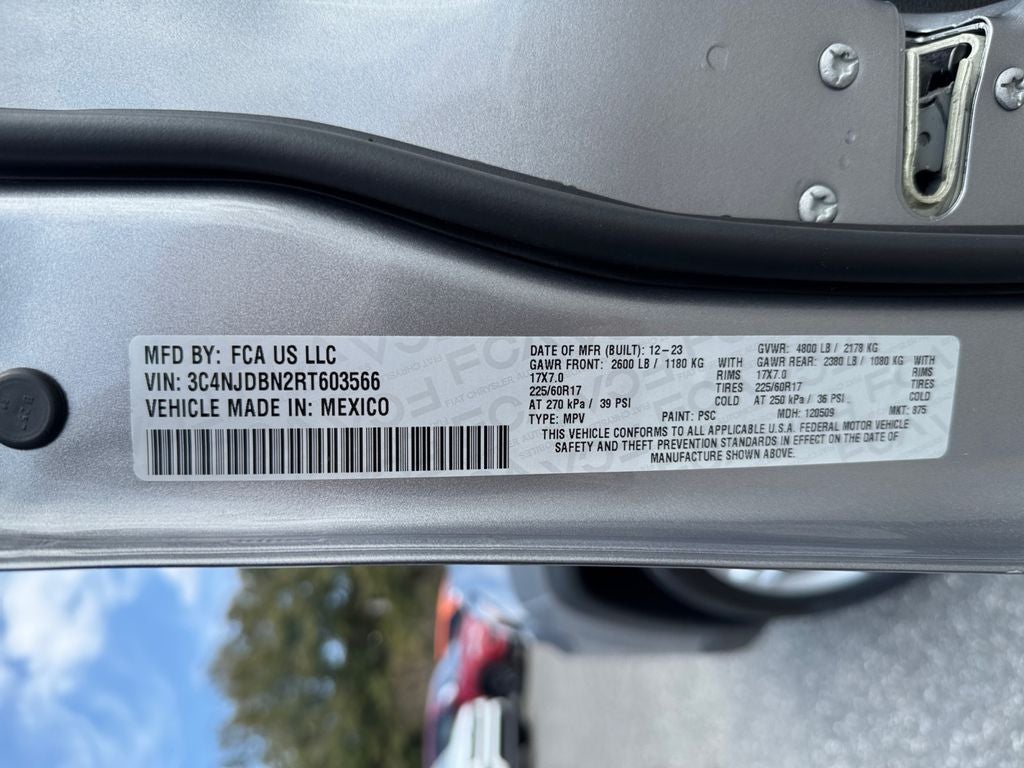 MFD BY: FCA US LLC
VIN: 3C4NJDBN2RT603566
VEHICLE MADE IN: MEXICO
DATE OF MFR (BUILT): 12-23 GVWR: 4800 LB / 2178 KG
GAWR FRONT: 2600 LB / 1180 KG WITH GAWR REAR: 2380 LB / 1080 KG WITH
17X7.0 RIMS 17X7.0 RIMS
225/60R17 TIRES 225/60R17 TIRES
AT 270 kPa / 39 PSI COLD AT 250 kPa / 36 PSI COLD
TYPE: MPV PAINT: PSC MDH: 120509 MKT: 875
THIS VEHICLE CONFORMS TO ALL APPLICABLE U.S.A. FEDERAL MOTOR VEHICLE
SAFETY AND THEFT PREVENTION STANDARDS IN EFFECT ON THE DATE OF
MANUFACTURE SHOWN ABOVE.